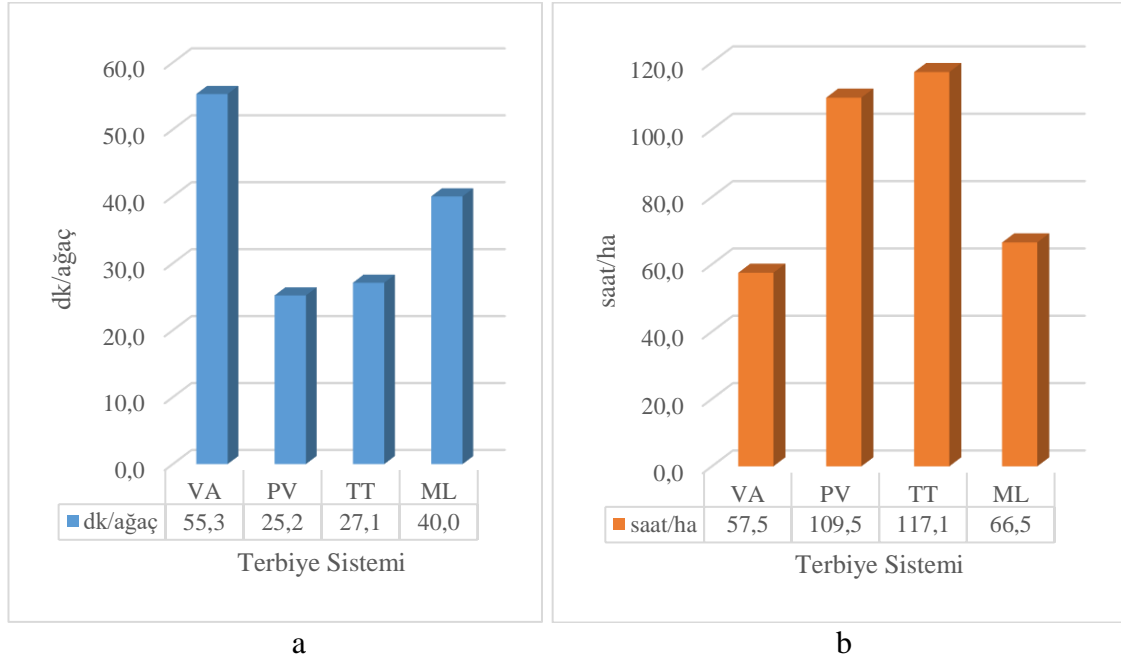 60,0
50,0
40,0
30,0
20,0
10,0
0,0
dk/ağaç
VA PV TT ML
dk/ağaç 55,3 25,2 27,1 40,0
Terbiye Sistemi
a
120,0
100,0
80,0
60,0
40,0
20,0
0,0
saat/ha
VA PV TT ML
saat/ha 57,5 109,5 117,1 66,5
Terbiye Sistemi
b